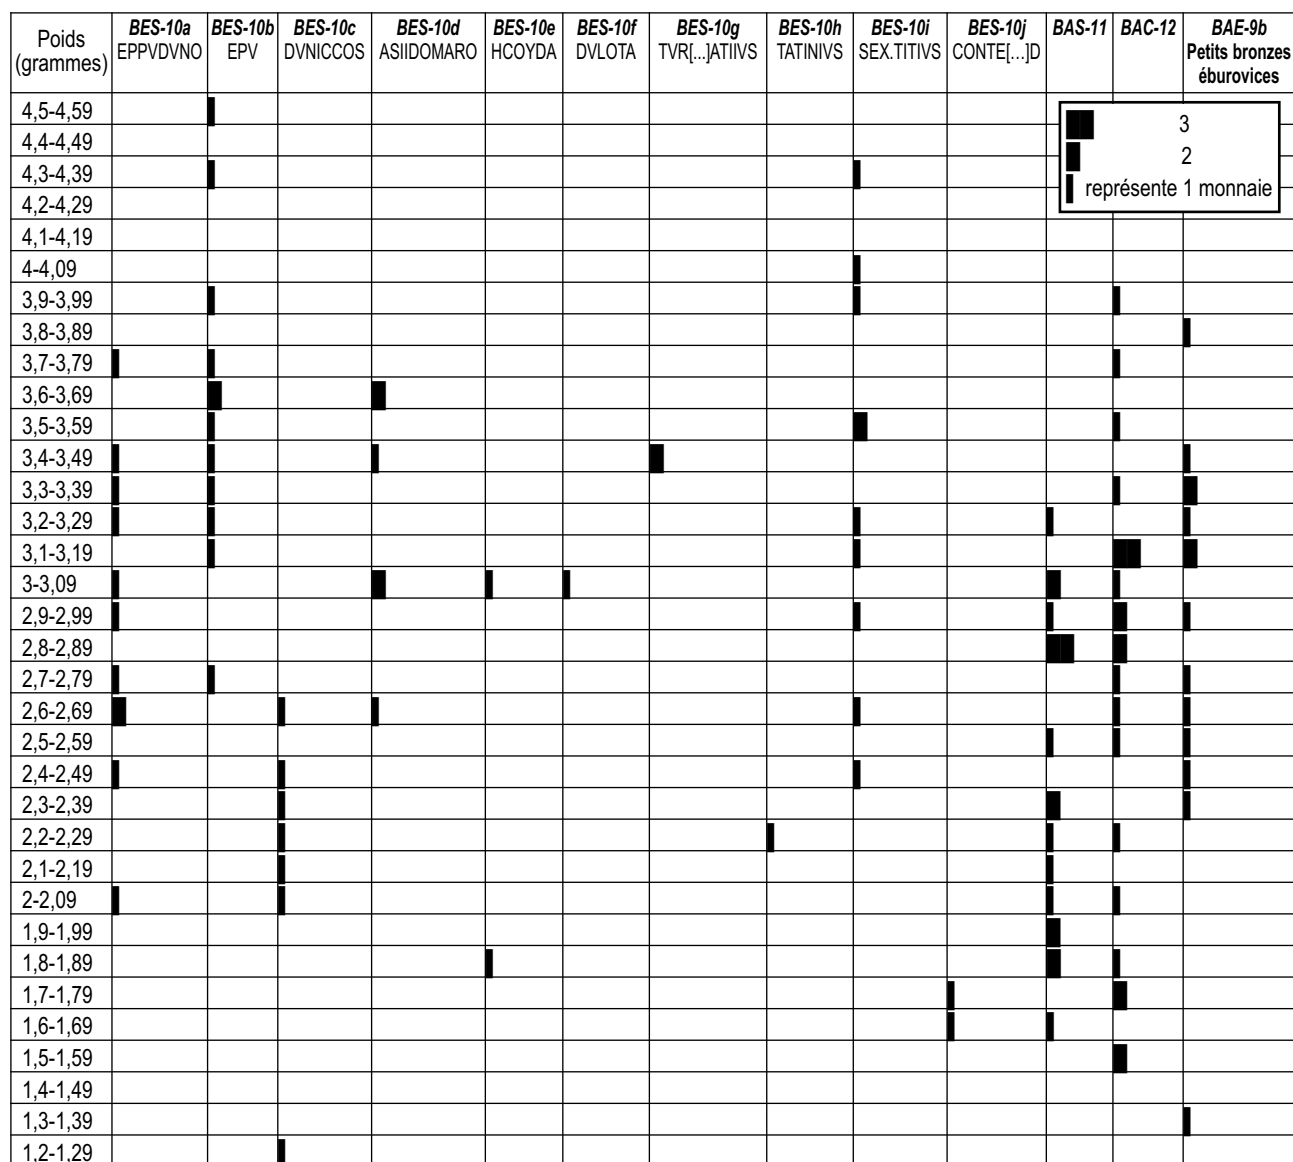 Poids
(grammes)
BES-10a
EPPVDVNO
BES-10b
EPV
BES-10c
DVNICCOS
BES-10d
ASIIDOMARO
BES-10e
HCOYDA
BES-10f
DVLOTA
BES-10g
TVR[...]ATIIVS
BES-10h
TATINIVS
BES-10i
SEX.TITIVS
BES-10j
CONTE[...]D
BAS-11
BAC-12
BAE-9b
Petits bronzes
éburovices
3
2
représente 1 monnaie
4,5-4,59
4,4-4,49
4,3-4,39
4,2-4,29
4,1-4,19
4-4,09
3,9-3,99
3,8-3,89
3,7-3,79
3,6-3,69
3,5-3,59
3,4-3,49
3,3-3,39
3,2-3,29
3,1-3,19
3-3,09
2,9-2,99
2,8-2,89
2,7-2,79
2,6-2,69
2,5-2,59
2,4-2,49
2,3-2,39
2,2-2,29
2,1-2,19
2-2,09
1,9-1,99
1,8-1,89
1,7-1,79
1,6-1,69
1,5-1,59
1,4-1,49
1,3-1,39
1,2-1,29